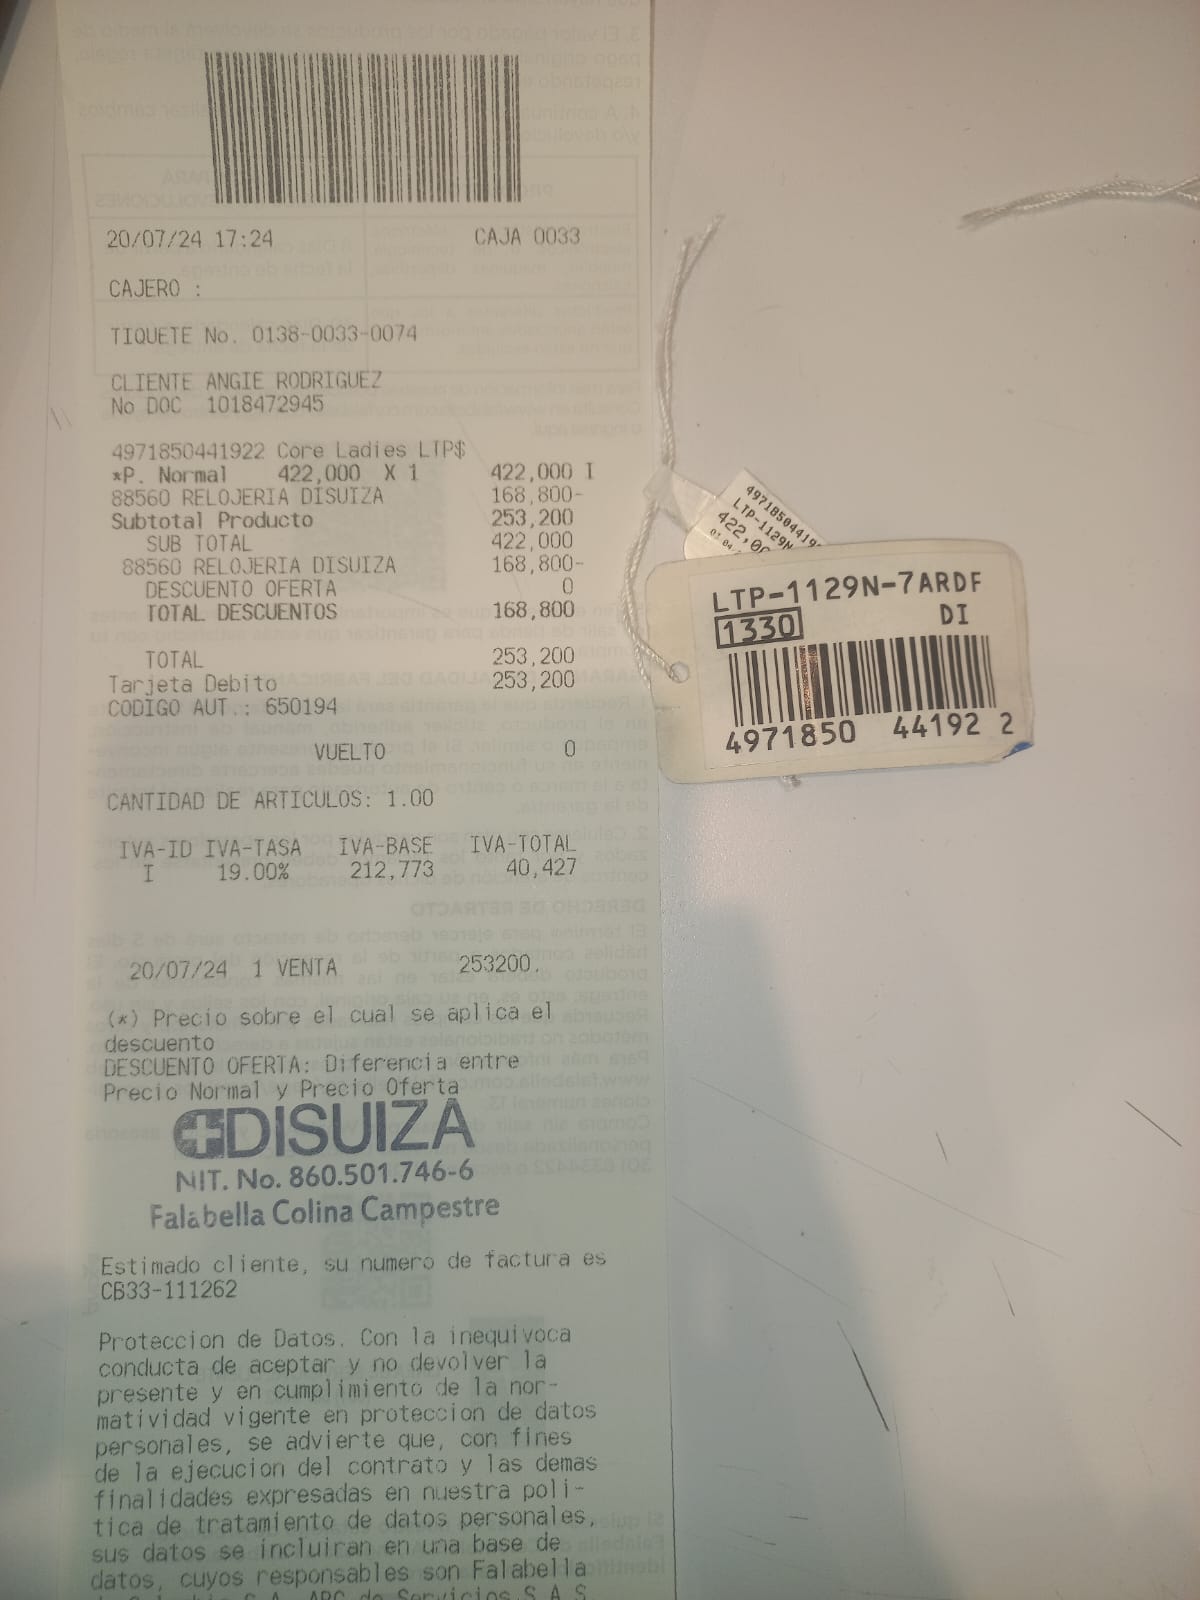 20/07/24 17:24 CAJA 0033
CAJERO :
TIQUETE No. 0138-0033-0074
CLIENTE ANGIE RODRIGUEZ
No DOC 1018472945
4971850441922 Core Ladies LTP$
*P. Normal 422,000 X 1 422,000 I
88560 RELOJERIA DISUIZA 168,800-
Subtotal Producto 253,200
SUB TOTAL 422,000
88560 RELOJERIA DISUIZA 168,800-
DESCUENTO OFERTA 0
TOTAL DESCUENTOS 168,800
TOTAL 253,200
Tarjeta Debito 253,200
CODIGO AUT.: 650194
VUELTO 0
CANTIDAD DE ARTICULOS: 1.00
IVA-ID IVA-TASA IVA-BASE IVA-TOTAL
I 19.00% 212,773 40,427
20/07/24 1 VENTA 253200.
(*) Precio sobre el cual se aplica el
descuento
DESCUENTO OFERTA: Diferencia entre
Precio Normal y Precio Oferta
DISUIZA
NIT. No. 860.501.746-6
Falabella Colina Campestre
Estimado cliente, su numero de factura es
CB33-111262
Proteccion de Datos. Con la inequivoca
conducta de aceptar y no devolver la
presente y en cumplimiento de la nor-
matividad vigente en proteccion de datos
personales, se advierte que, con fines
de la ejecucion del contrato y las demas
finalidades expresadas en nuestra poli-
tica de tratamiento de datos personales,
sus datos se incluiran en una base de
datos, cuyos responsables son Falabella
49718504419
LTP-1129N
422,00
LTP-1129N-7ARDF
1330 DI
4971850 44192 2